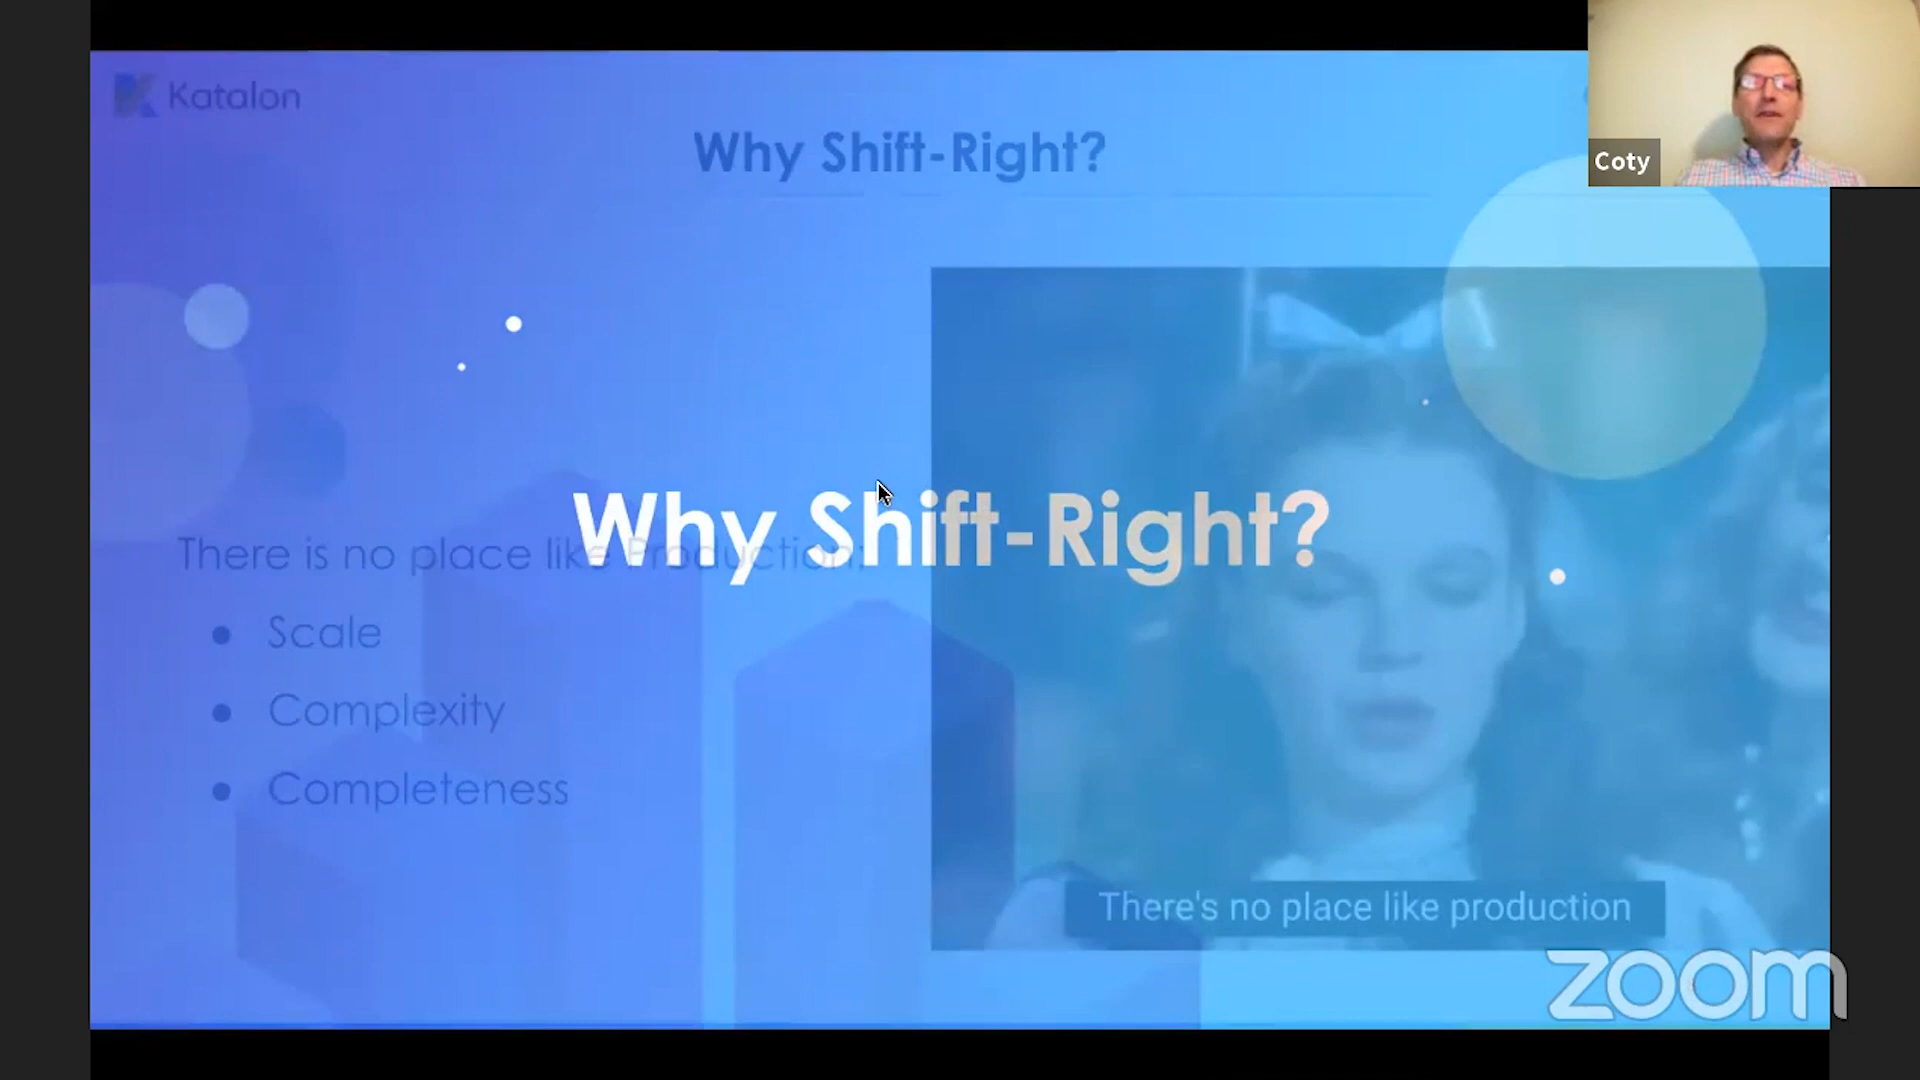 Katalon
Why Shift-Right?
Coty
Why Shift-Right?
There is no place like Production:
Scale
Complexity
Completeness
There's no place like production
zoom